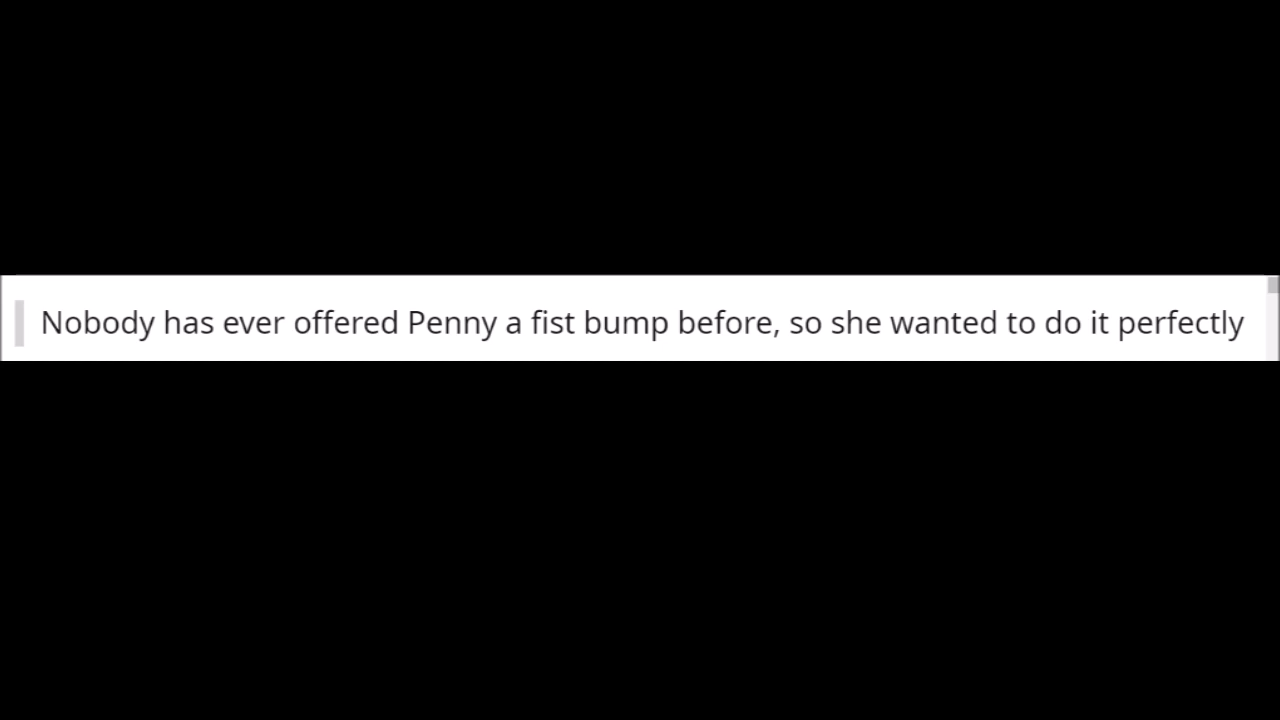 Nobody has ever offered Penny a fist bump before, so she wanted to do it perfectly